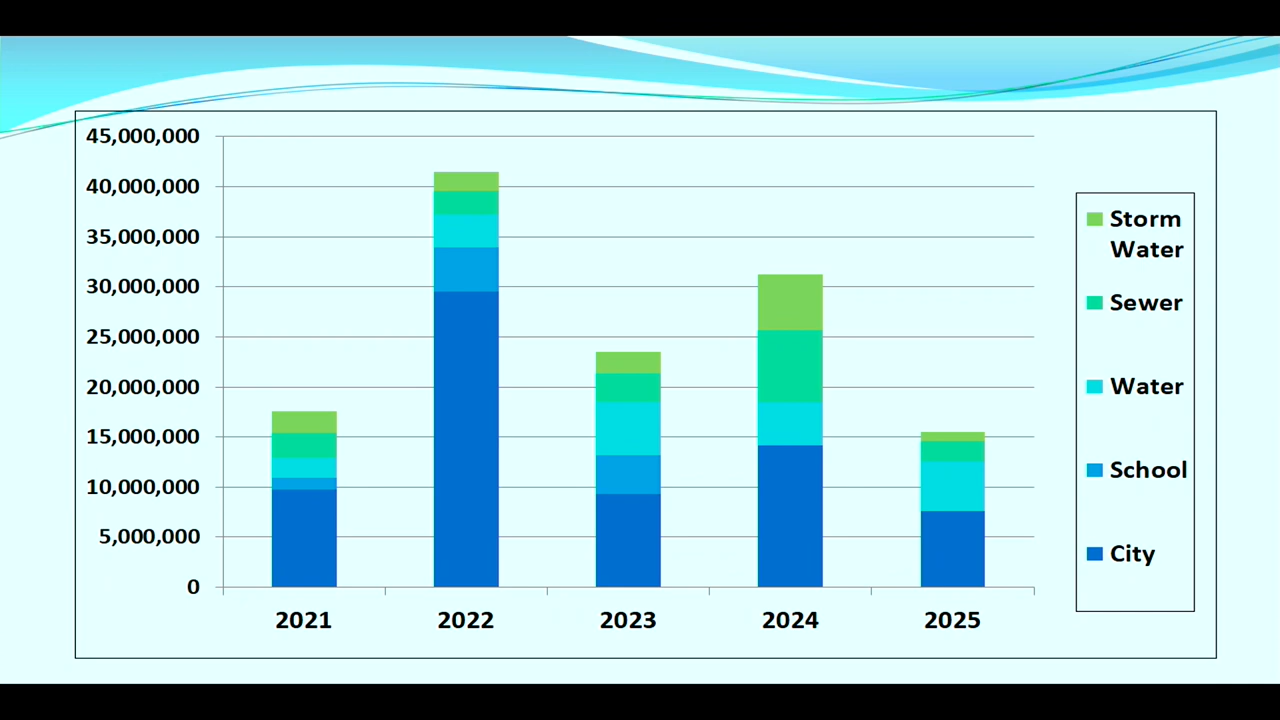 45,000,000
40,000,000
35,000,000
30,000,000
25,000,000
20,000,000
15,000,000
10,000,000
5,000,000
0
2021 2022 2023 2024 2025
Storm
Water
Sewer
Water
School
City